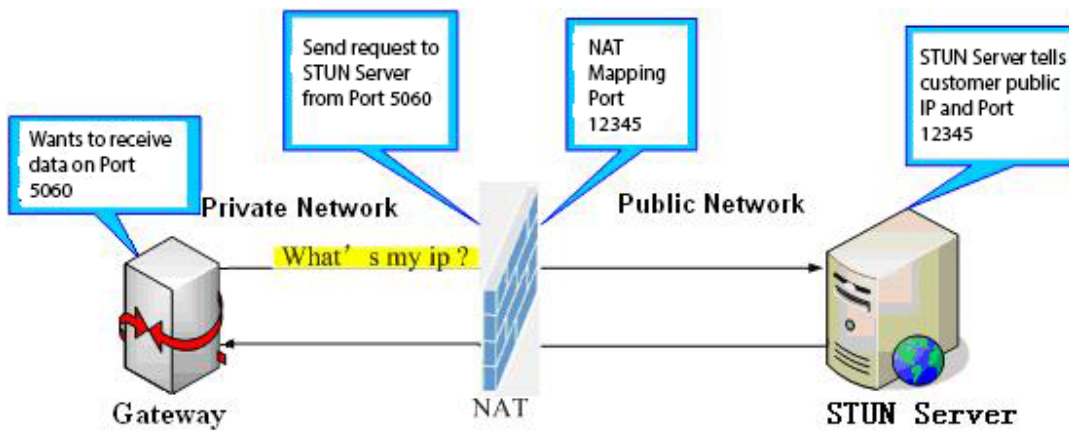 Send request to
STUN Server
from Port 5060
NAT
Mapping
Port
12345
STUN Server tells
customer public
IP and Port
12345
Wants to receive
data on Port
5060
Private Network
Public Network
What's my ip ?
Gateway
NAT
STUN Server